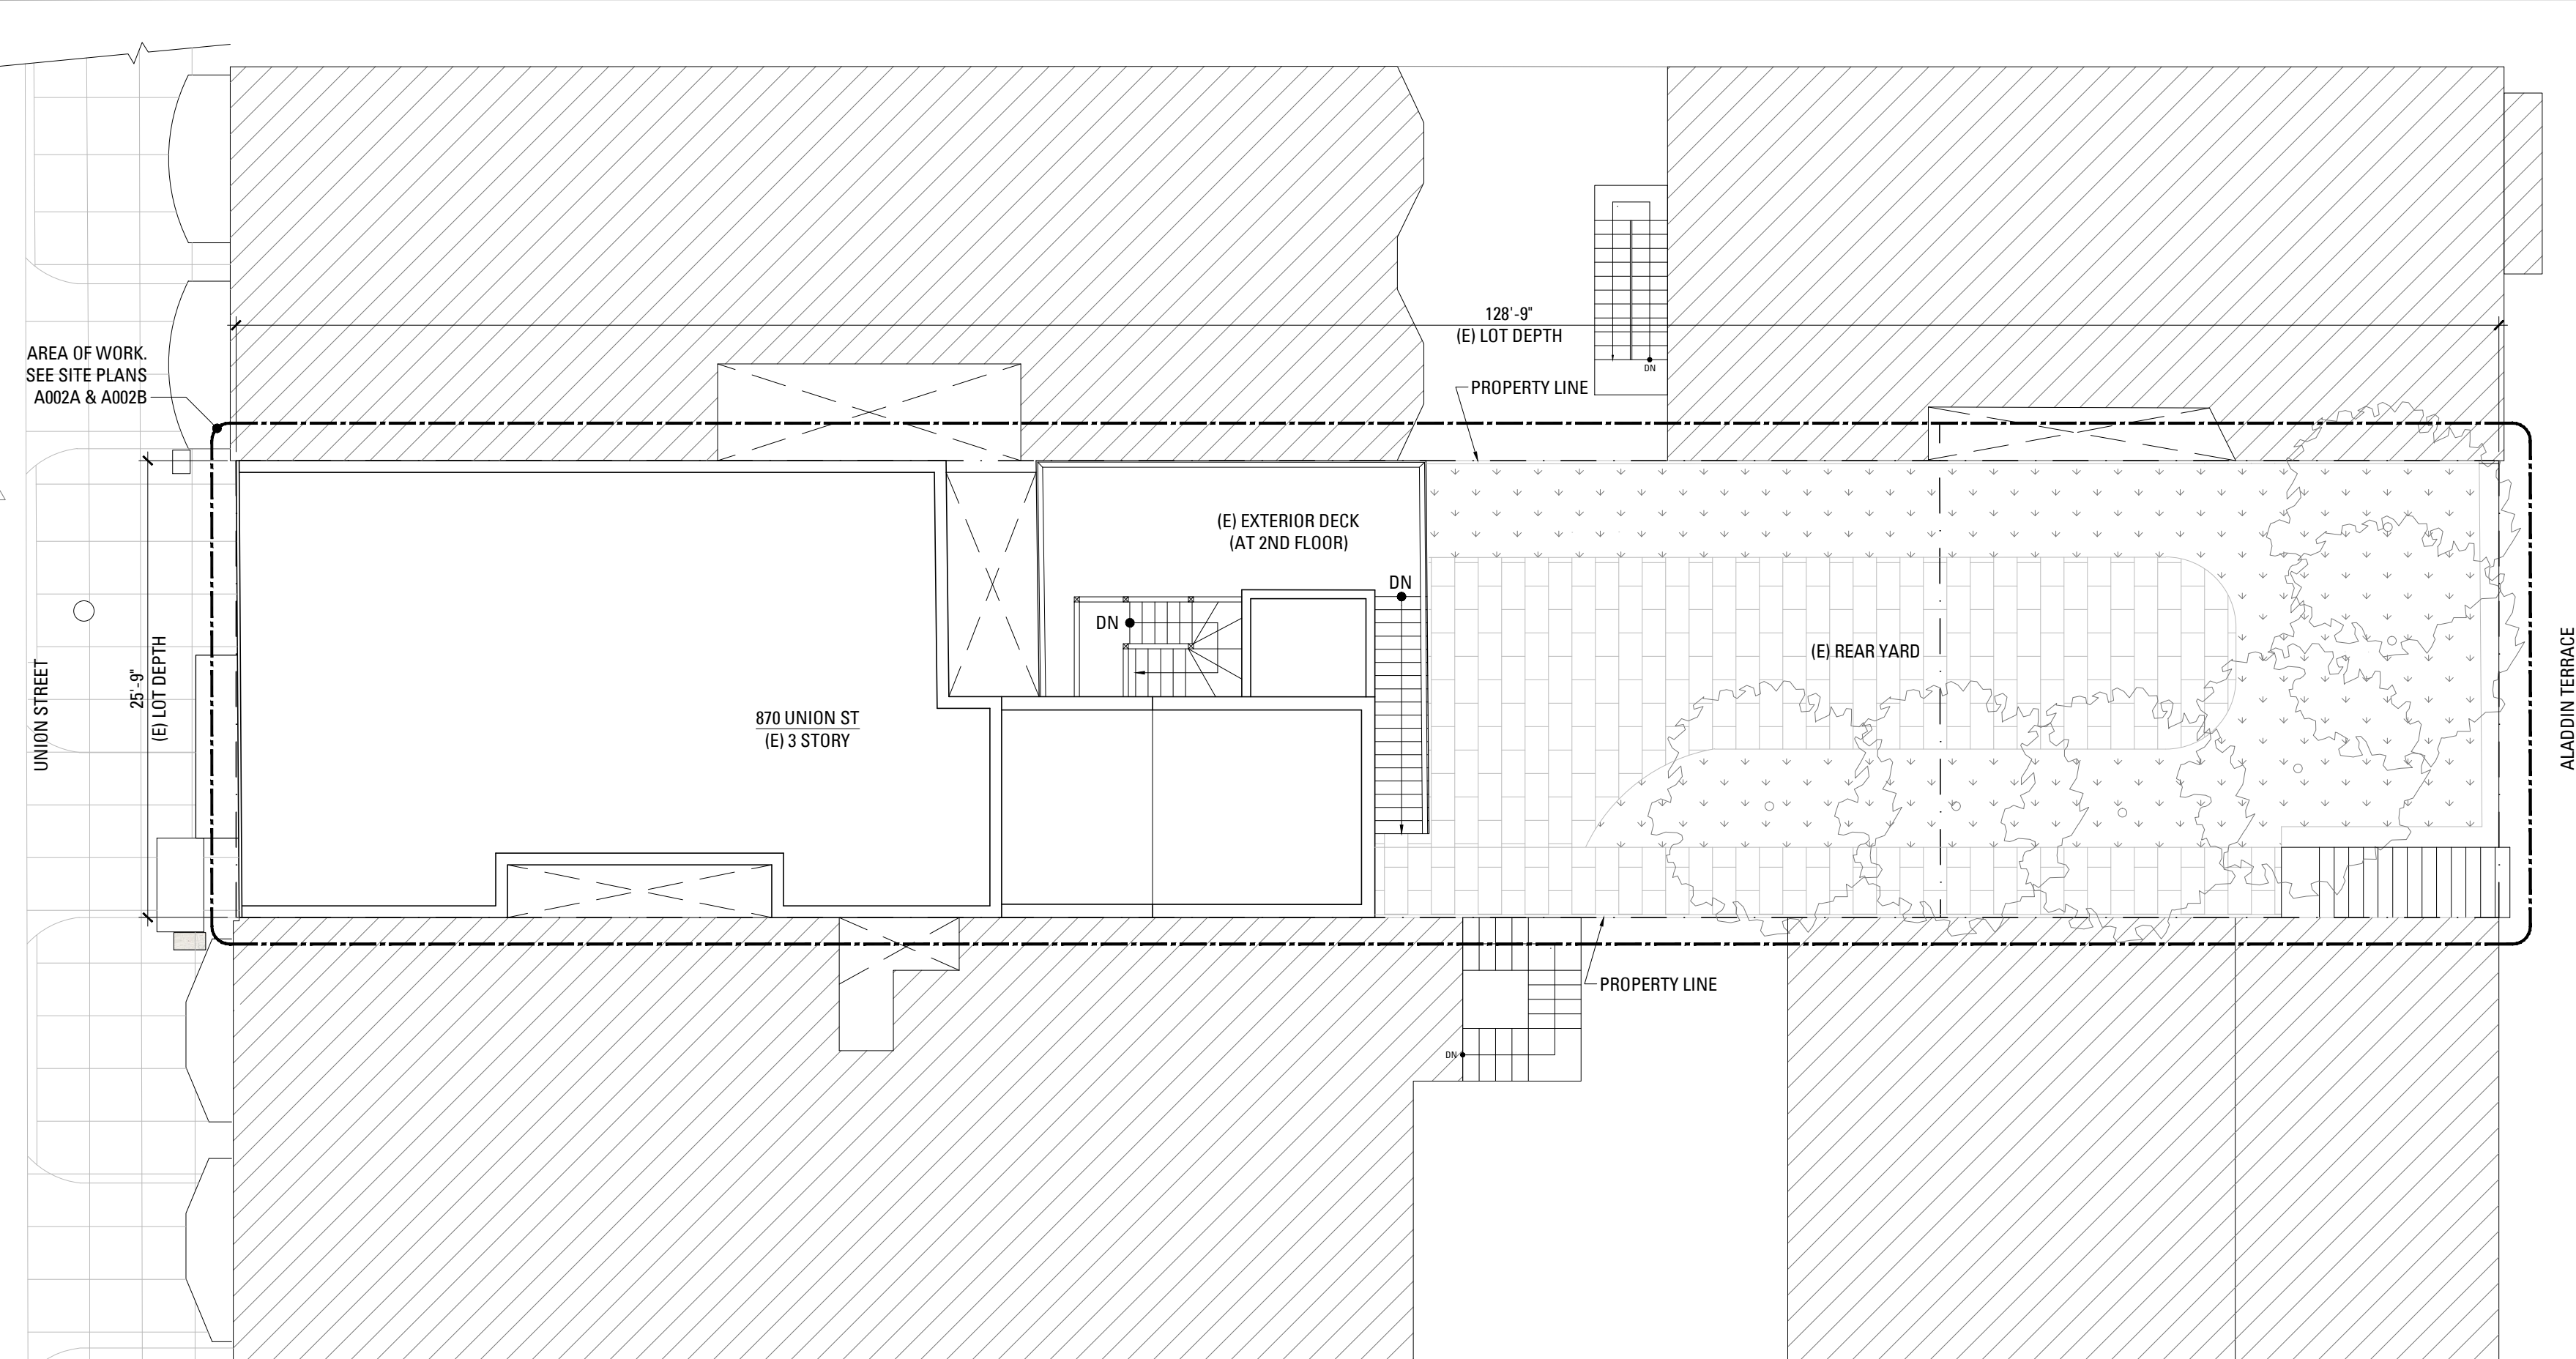 128'-9"
(E) LOT DEPTH
DN
AREA OF WORK.
SEE SITE PLANS
A002A & A002B
PROPERTY LINE
(E) EXTERIOR DECK
(AT 2ND FLOOR)
DN
DN
(E) REAR YARD
UNION STREET
25'-9"
(E) LOT DEPTH
870 UNION ST
(E) 3 STORY
ALADDIN TERRACE
PROPERTY LINE
DN